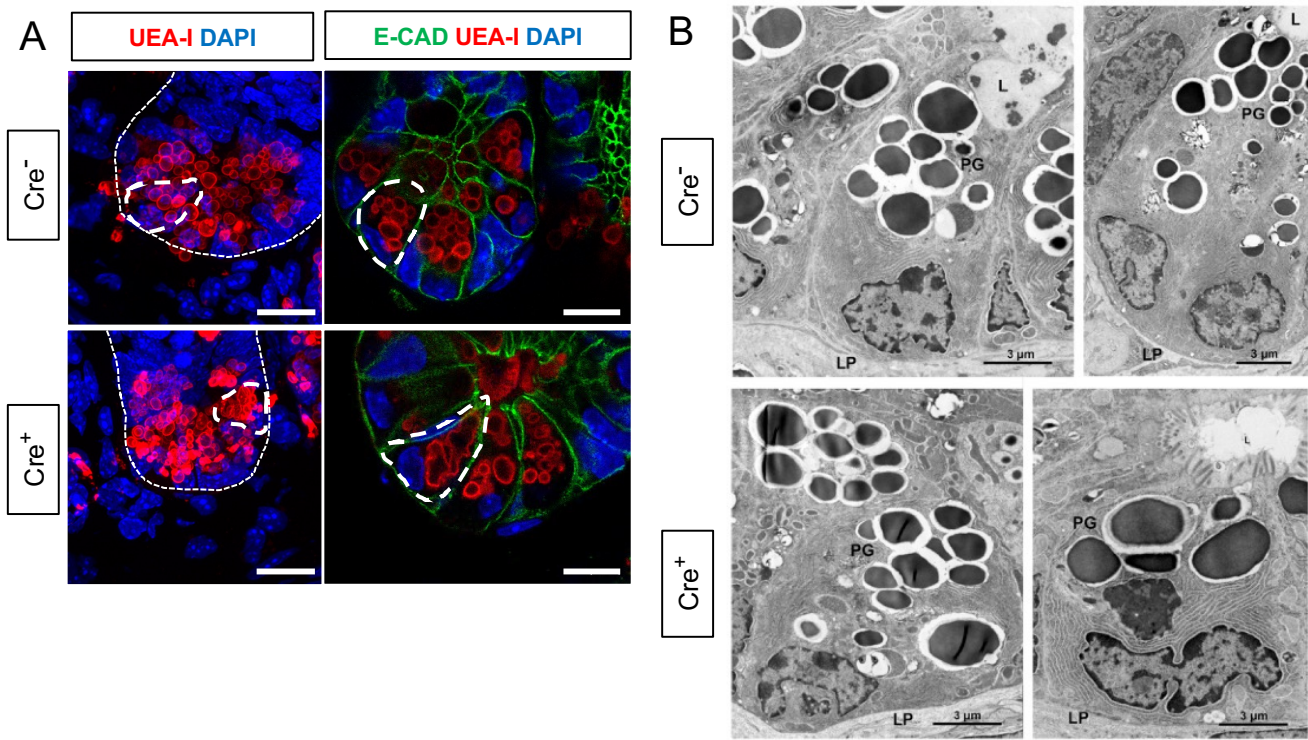 A
UEA-I DAPI
E-CAD UEA-I DAPI
Cre-
Cre+
B
Cre-
L
PG
LP
3 µm
L
PG
LP
3 µm
Cre+
PG
LP
3 µm
L
PG
LP
3 µm